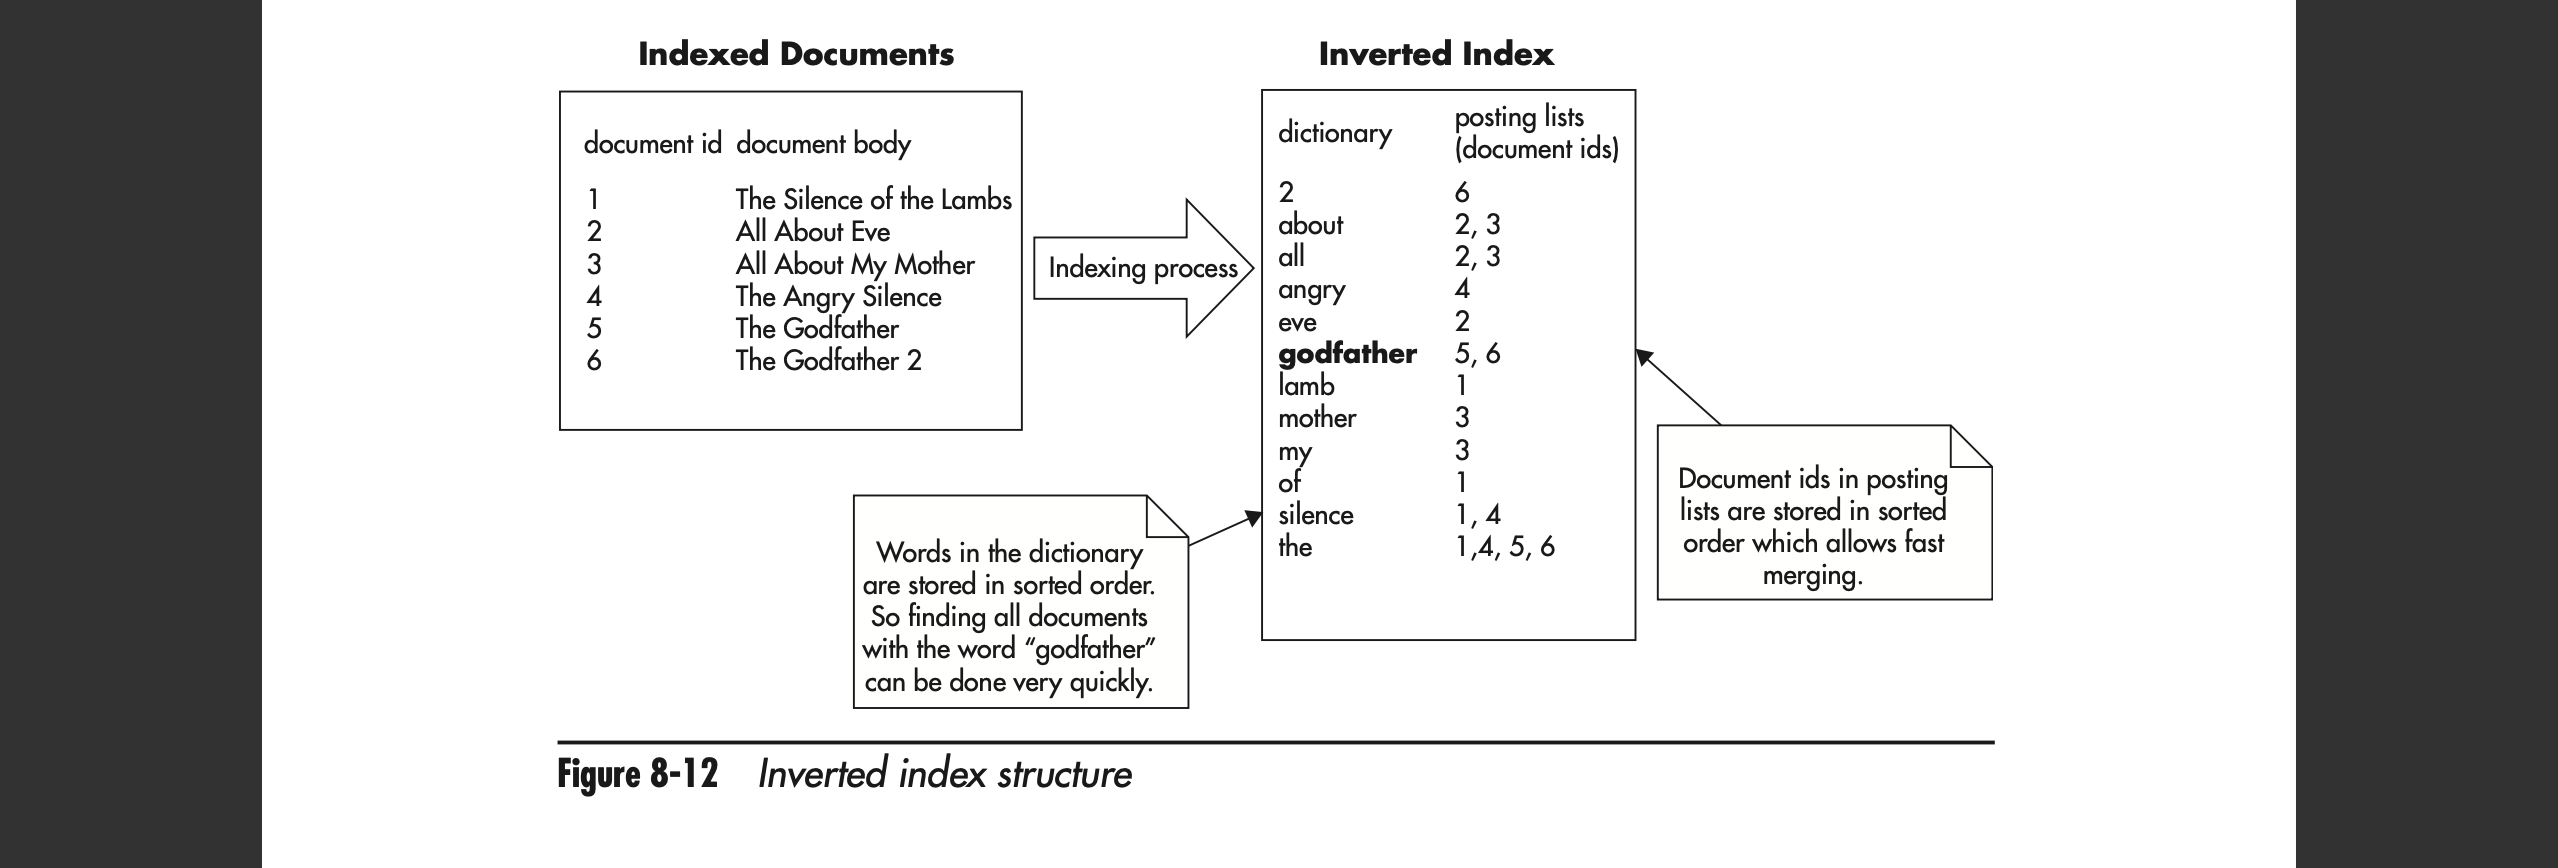 Indexed Documents
document id document body
1 The Silence of the Lambs
2 All About Eve
3 All About My Mother
4 The Angry Silence
5 The Godfather
6 The Godfather 2
Indexing process
Inverted Index
dictionary posting lists
(document ids)
2 6
about 2, 3
all 2, 3
angry 4
eve 2
godfather 5, 6
lamb 1
mother 3
my 3
of 1
silence 1, 4
the 1,4, 5, 6
Words in the dictionary
are stored in sorted order.
So finding all documents
with the word “godfather”
can be done very quickly.
Document ids in posting
lists are stored in sorted
order which allows fast
merging.
Figure 8-12 Inverted index structure